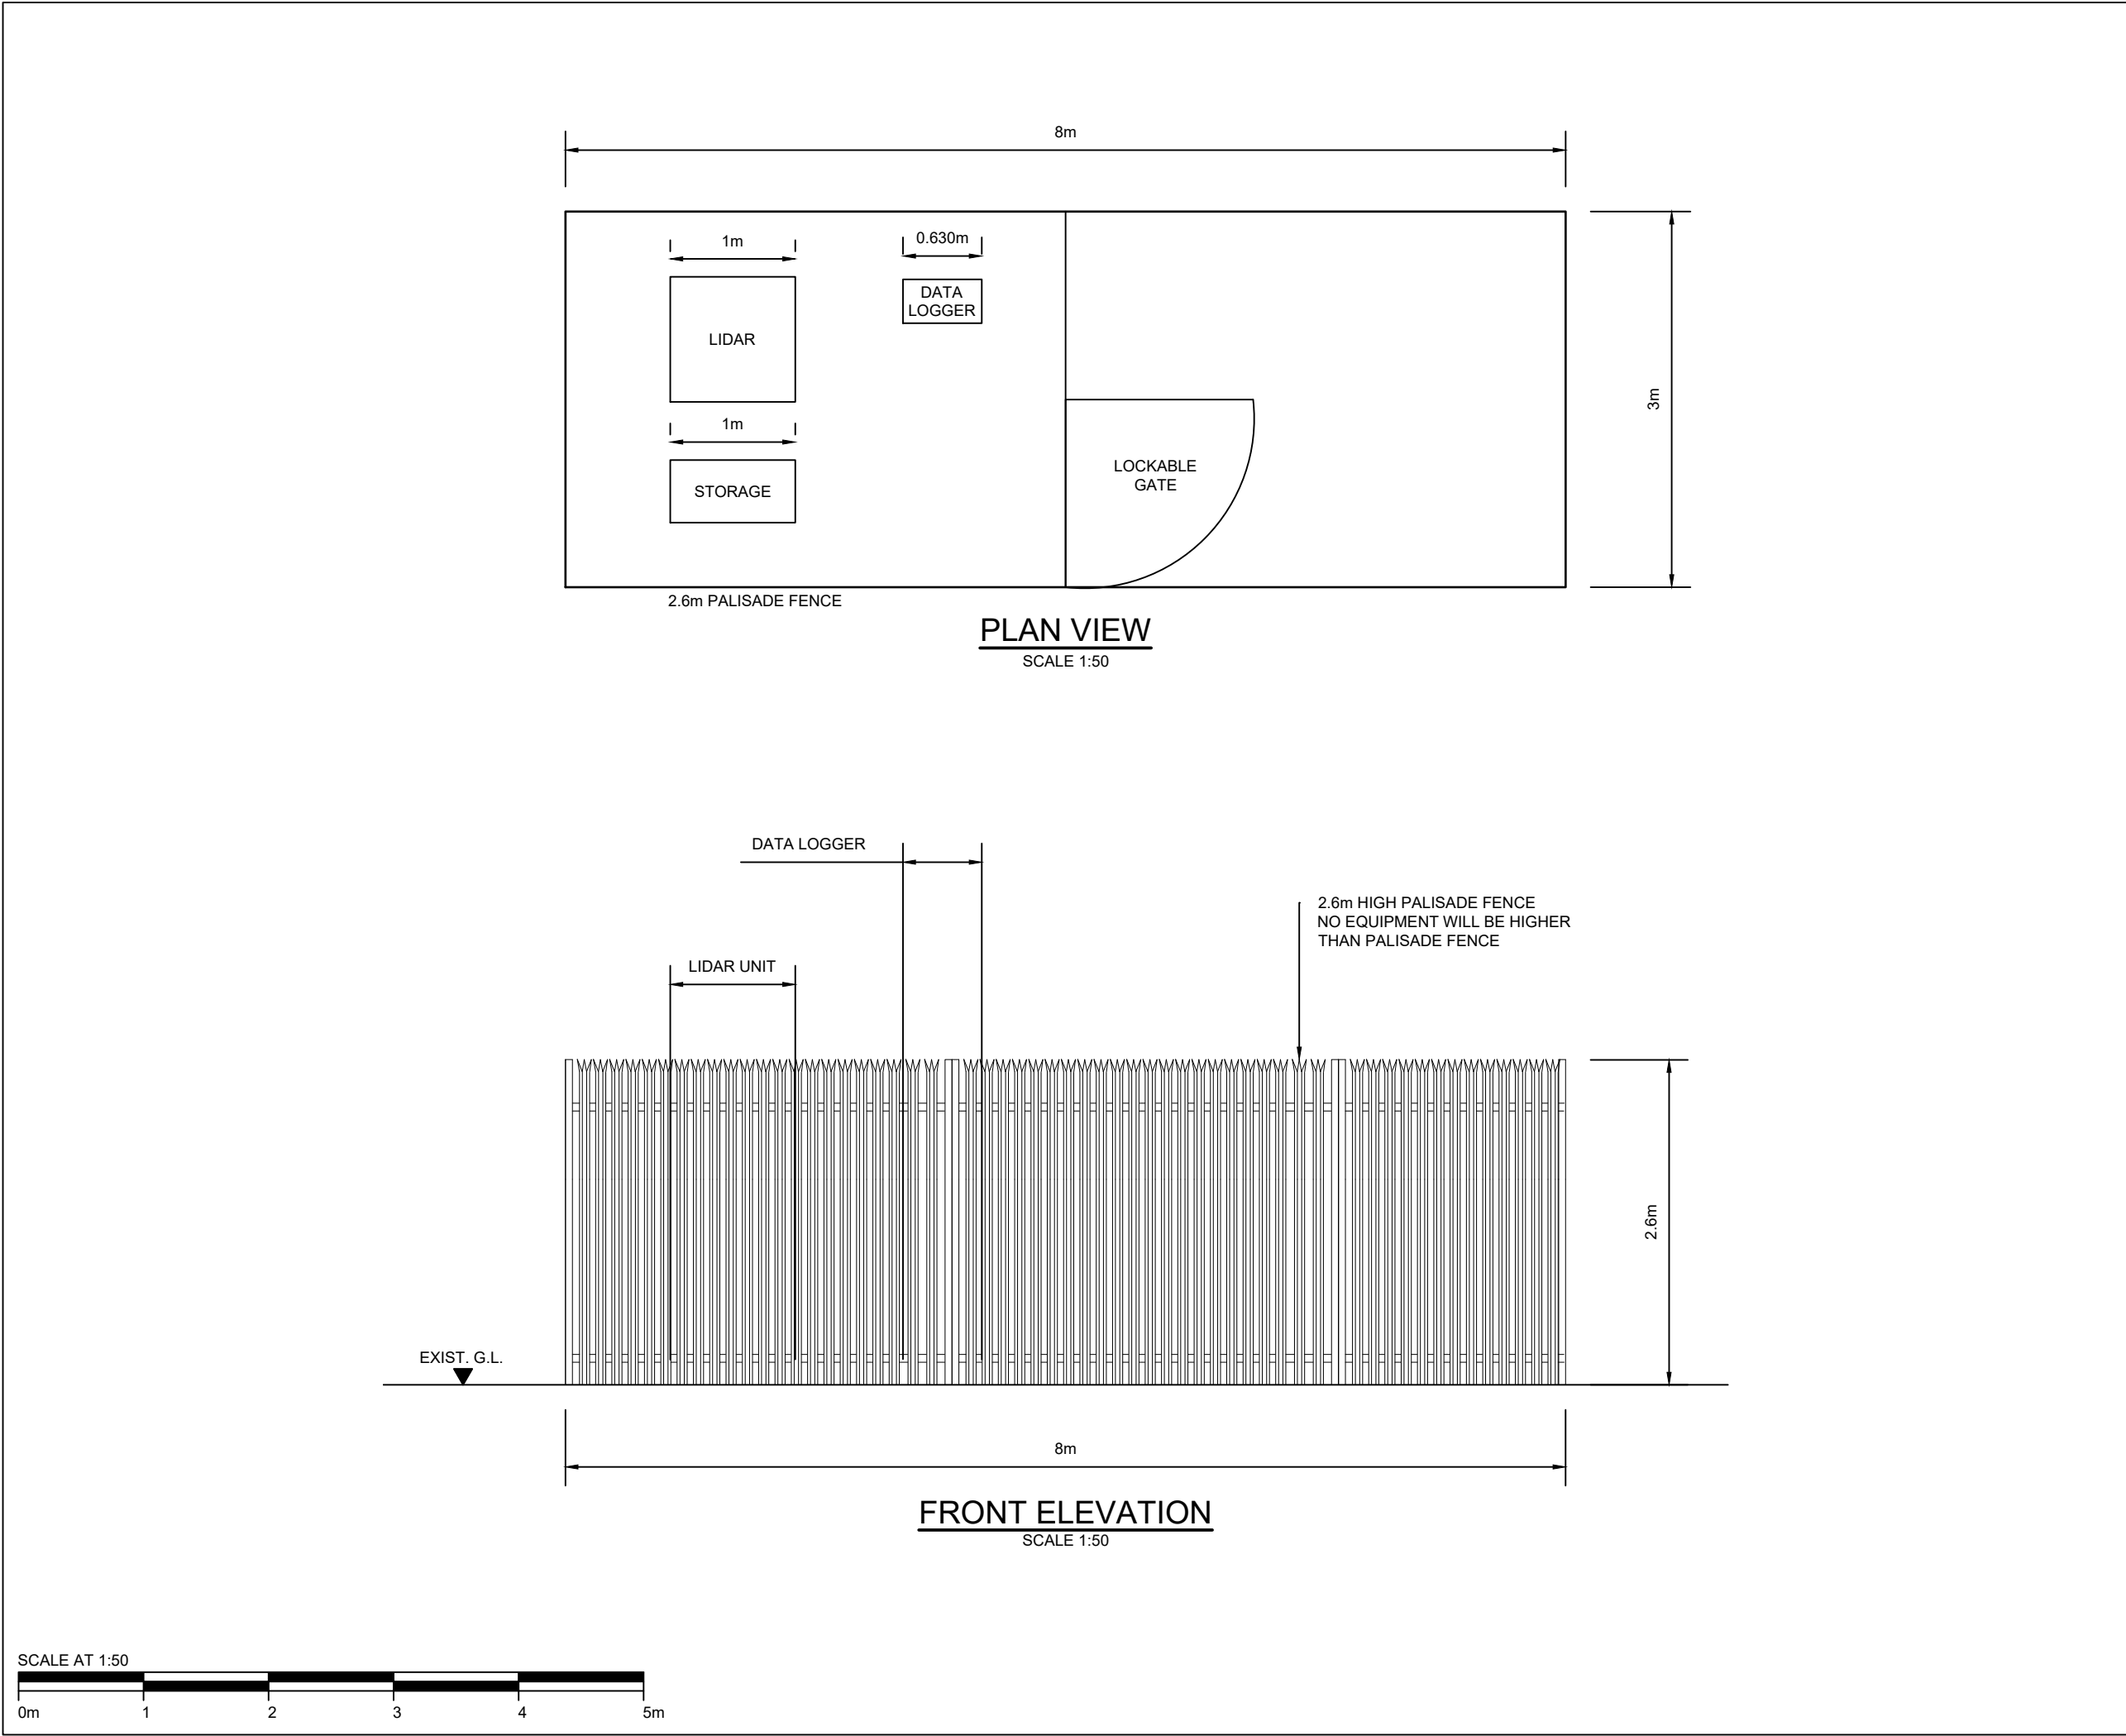 8m
1m
0.630m
DATA
LOGGER
LIDAR
3m
1m
LOCKABLE
GATE
STORAGE
2.6m PALISADE FENCE
PLAN VIEW
SCALE 1:50
DATA LOGGER
2.6m HIGH PALISADE FENCE
NO EQUIPMENT WILL BE HIGHER
THAN PALISADE FENCE
LIDAR UNIT
2.6m
EXIST. G.L.
8m
FRONT ELEVATION
SCALE 1:50
SCALE AT 1:50
0m 1 2 3 4 5m